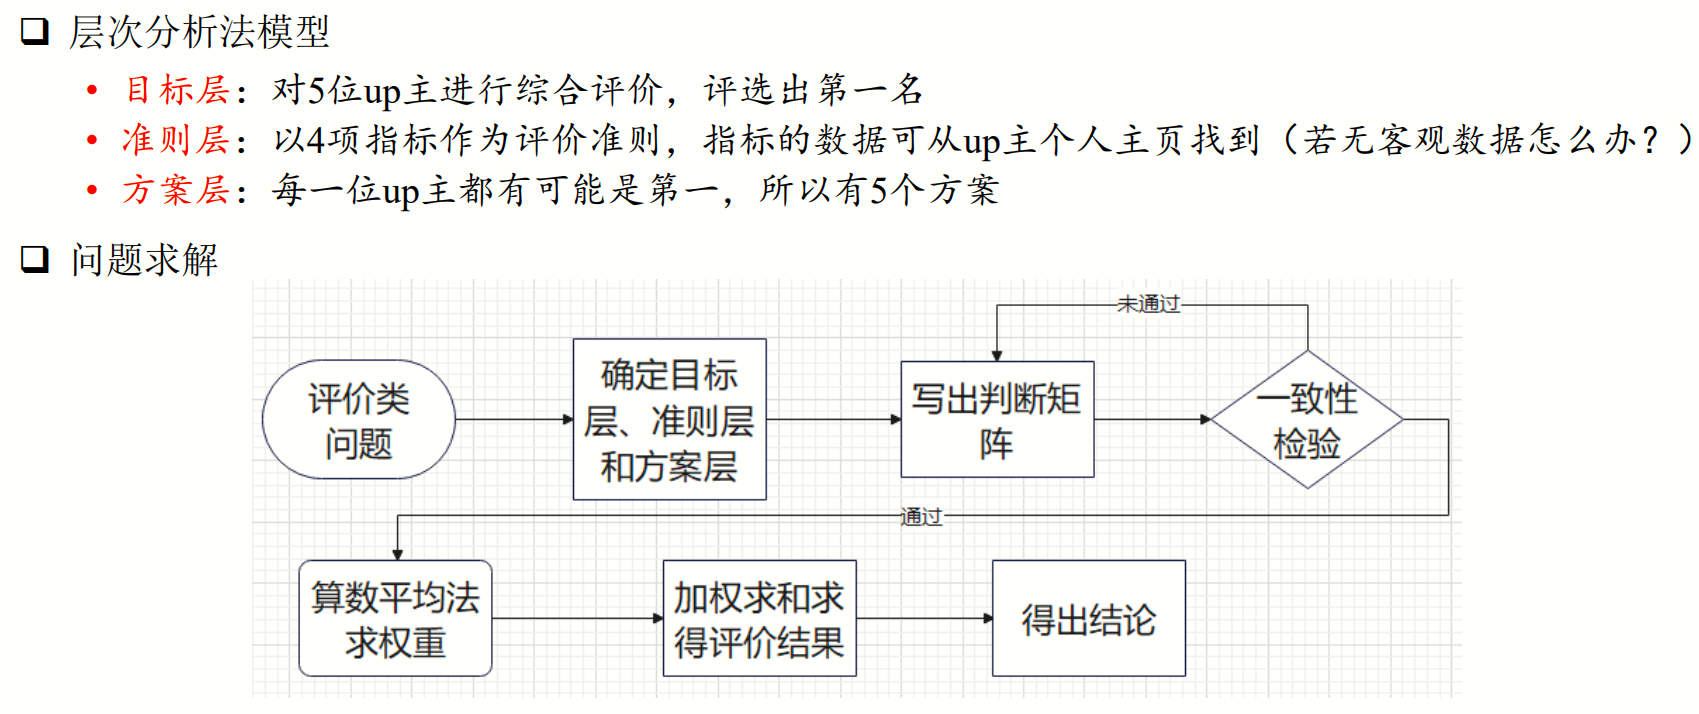 层次分析法模型
目标层：对5位up主进行综合评价，评选出第一名
准则层：以4项指标作为评价准则，指标的数据可从up主个人主页找到（若无客观数据怎么办？）
方案层：每一位up主都有可能是第一，所以有5个方案
问题求解
未通过
评价类
问题
确定目标
层、准则层
和方案层
写出判断矩
阵
一致性
检验
通过
算数平均法
求权重
加权求和求
得评价结果
得出结论